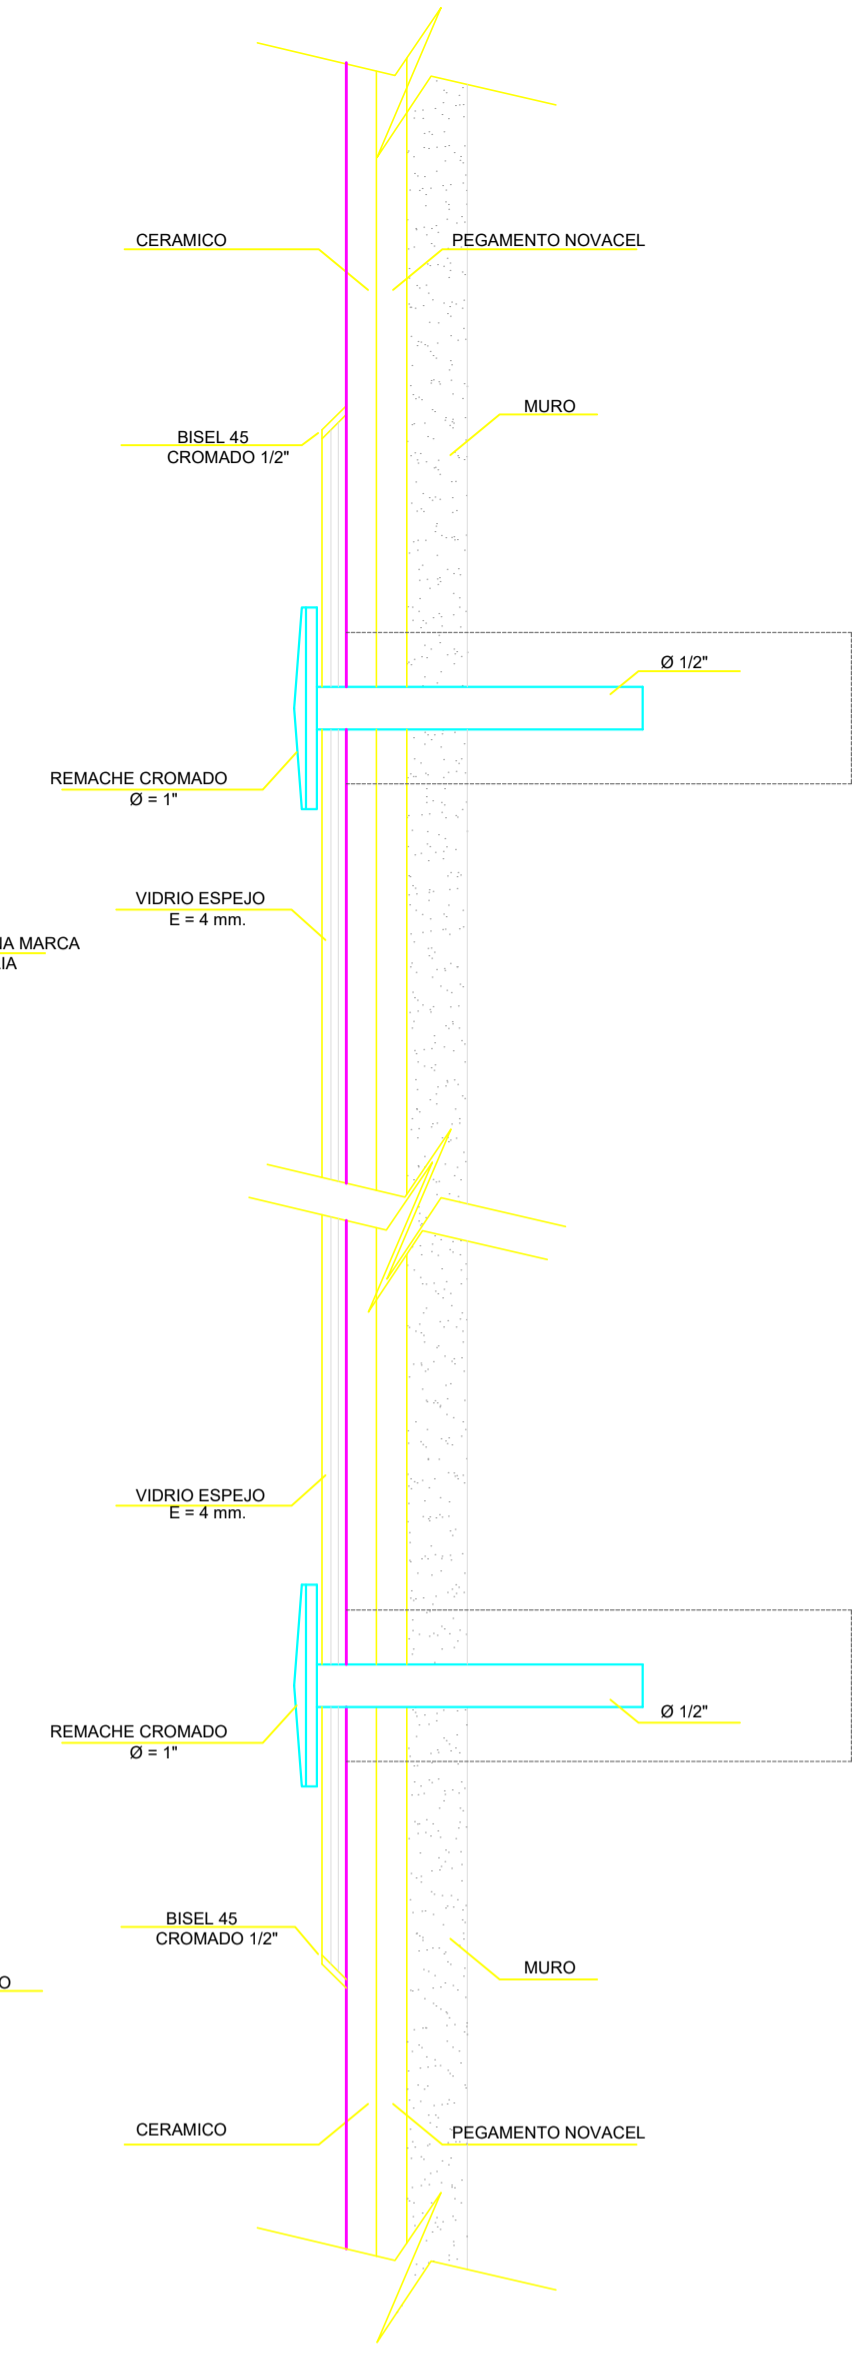 CERAMICO
PEGAMENTO NOVACEL
MURO
BISEL 45
CROMADO 1/2"
Ø 1/2"
REMACHE CROMADO
Ø = 1"
VIDRIO ESPEJO
E = 4 mm.
MARCA
VIDRIO ESPEJO
E = 4 mm.
Ø 1/2"
REMACHE CROMADO
Ø = 1"
BISEL 45
CROMADO 1/2"
MURO
CERAMICO
PEGAMENTO NOVACEL